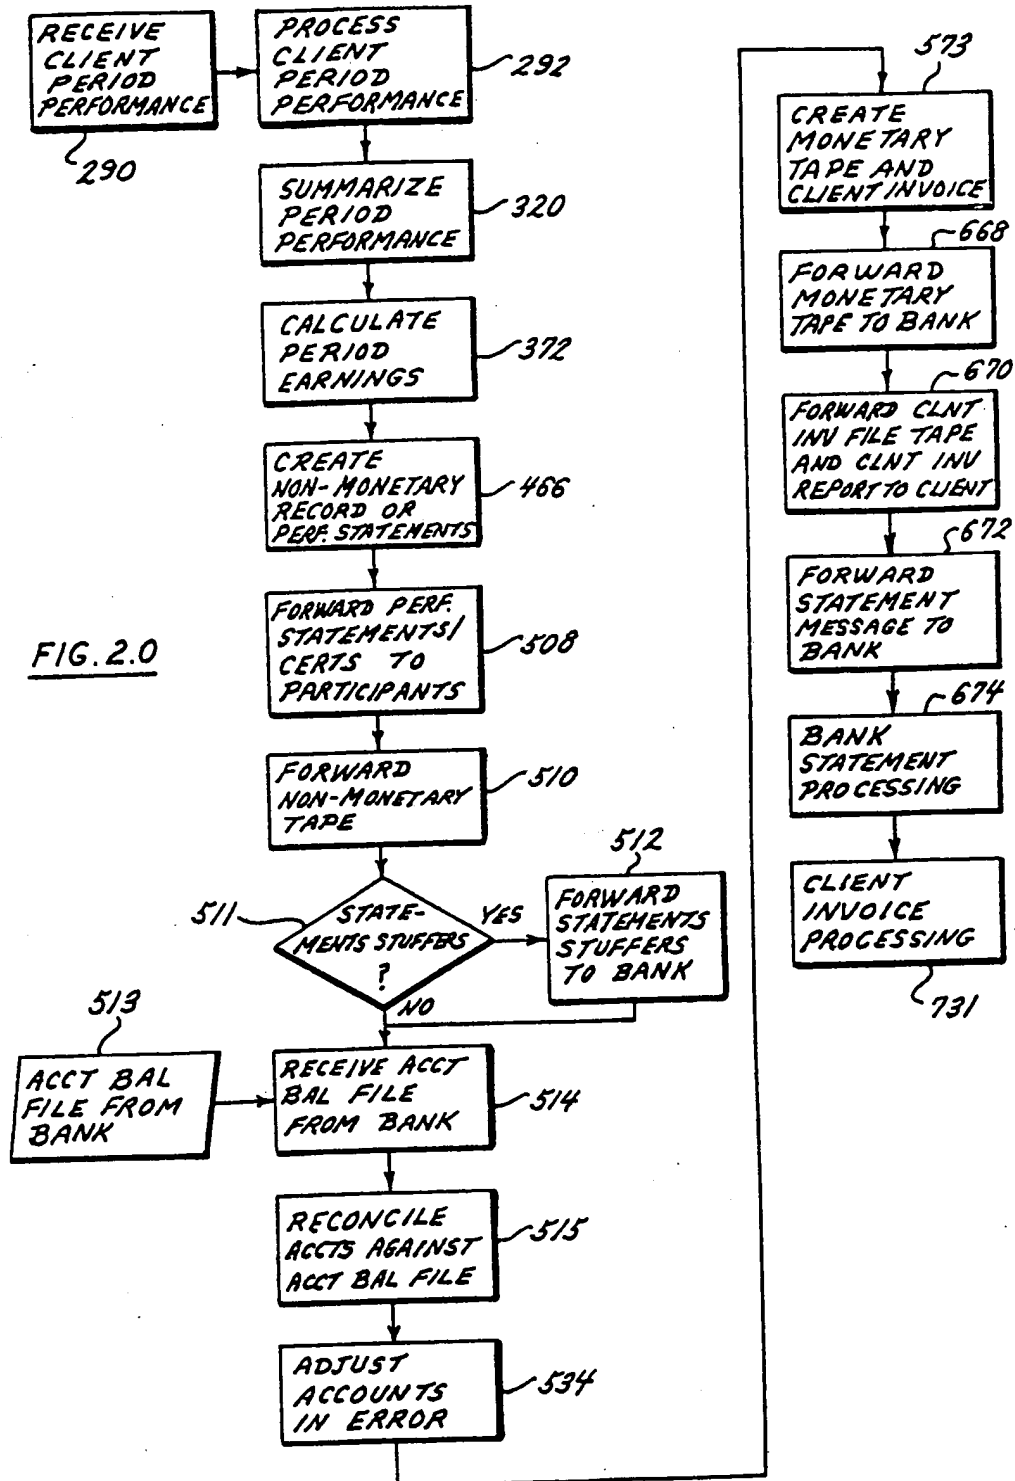 RECEIVE
CLIENT
PERIOD
PERFORMANCE
290
PROCESS
CLIENT
PERIOD
PERFORMANCE
292
SUMMARIZE
PERIOD
PERFORMANCE
320
CALCULATE
PERIOD
EARNINGS
372
CREATE
NON-MONETARY
RECORD OR
PERF. STATEMENTS
466
FORWARD PERF.
STATEMENTS/
CERTS TO
PARTICIPANTS
508
FIG. 2.0
FORWARD
NON-MONETARY
TAPE
510
511
STATE-
MENTS STUFFERS
?
YES
NO
512
FORWARD
STATEMENTS
STUFFERS
TO BANK
513
ACCT BAL
FILE FROM
BANK
RECEIVE ACCT
BAL FILE
FROM BANK
514
RECONCILE
ACCTS AGAINST
ACCT BAL FILE
515
ADJUST
ACCOUNTS
IN ERROR
534
573
CREATE
MONETARY
TAPE AND
CLIENT INVOICE
668
FORWARD
MONETARY
TAPE TO BANK
670
FORWARD CLNT
INV FILE TAPE
AND CLNT INV
REPORT TO CLIENT
672
FORWARD
STATEMENT
MESSAGE TO
BANK
674
BANK
STATEMENT
PROCESSING
CLIENT
INVOICE
PROCESSING
731